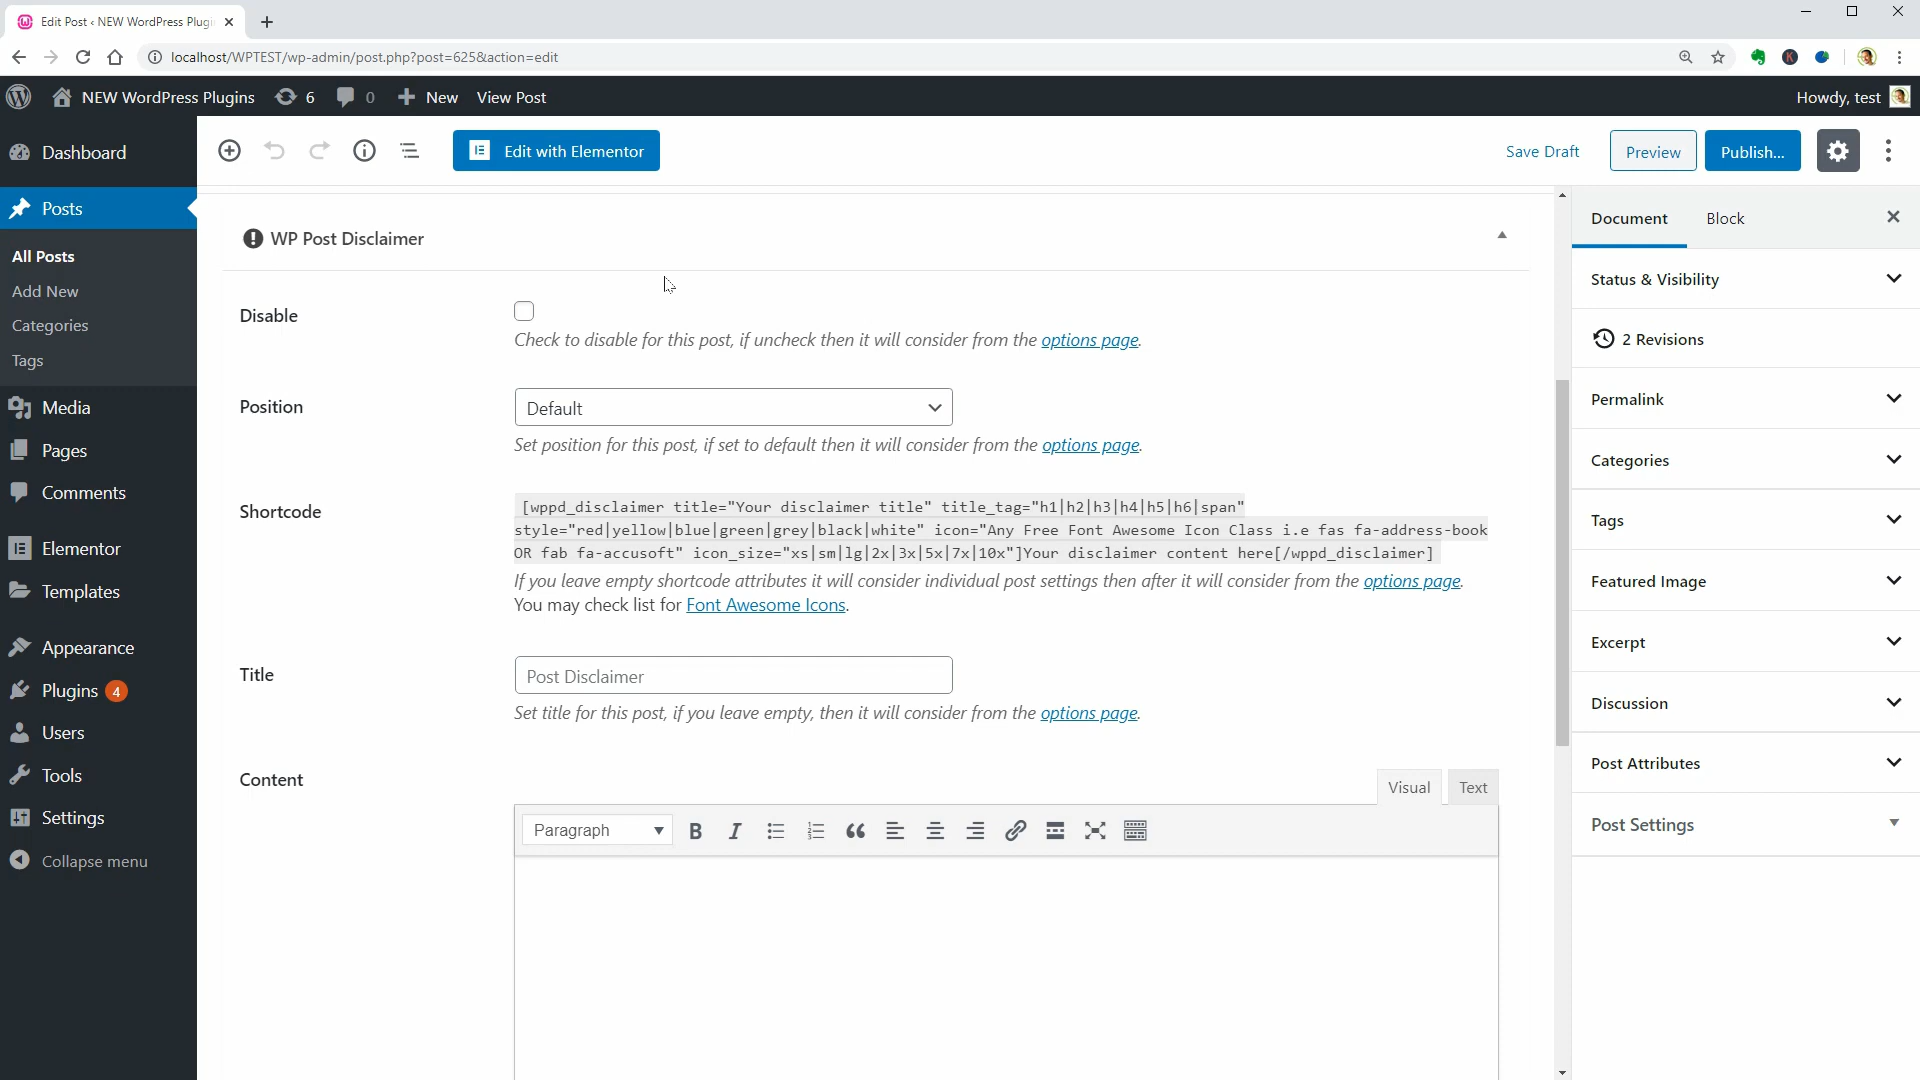 Edit Post ‹ NEW WordPress Plugi
localhost/WPTEST/wp-admin/post.php?post=625&action=edit
K
NEW WordPress Plugins 6 0 New View Post
Howdy, test
Dashboard
Posts
All Posts
Add New
Categories
Tags
Media
Pages
Comments
Elementor
Templates
Appearance
Plugins 4
Users
Tools
Settings
Collapse menu
Edit with Elementor
Save Draft
Preview
Publish...
WP Post Disclaimer
Disable
Check to disable for this post, if uncheck then it will consider from the options page.
Position
Default
Set position for this post, if set to default then it will consider from the options page.
Shortcode
[wppd_disclaimer title="Your disclaimer title" title_tag="h1|h2|h3|h4|h5|h6|span"
style="red|yellow|blue|green|grey|black|white" icon="Any Free Font Awesome Icon Class i.e fas fa-address-book
OR fab fa-accusoft" icon_size="xs|sm|lg|2x|3x|5x|7x|10x"]Your disclaimer content here[/wppd_disclaimer]
If you leave empty shortcode attributes it will consider individual post settings then after it will consider from the options page.
You may check list for Font Awesome Icons.
Title
Post Disclaimer
Set title for this post, if you leave empty, then it will consider from the options page.
Content
Visual
Text
Paragraph
B
I
Document
Block
Status & Visibility
2 Revisions
Permalink
Categories
Tags
Featured Image
Excerpt
Discussion
Post Attributes
Post Settings